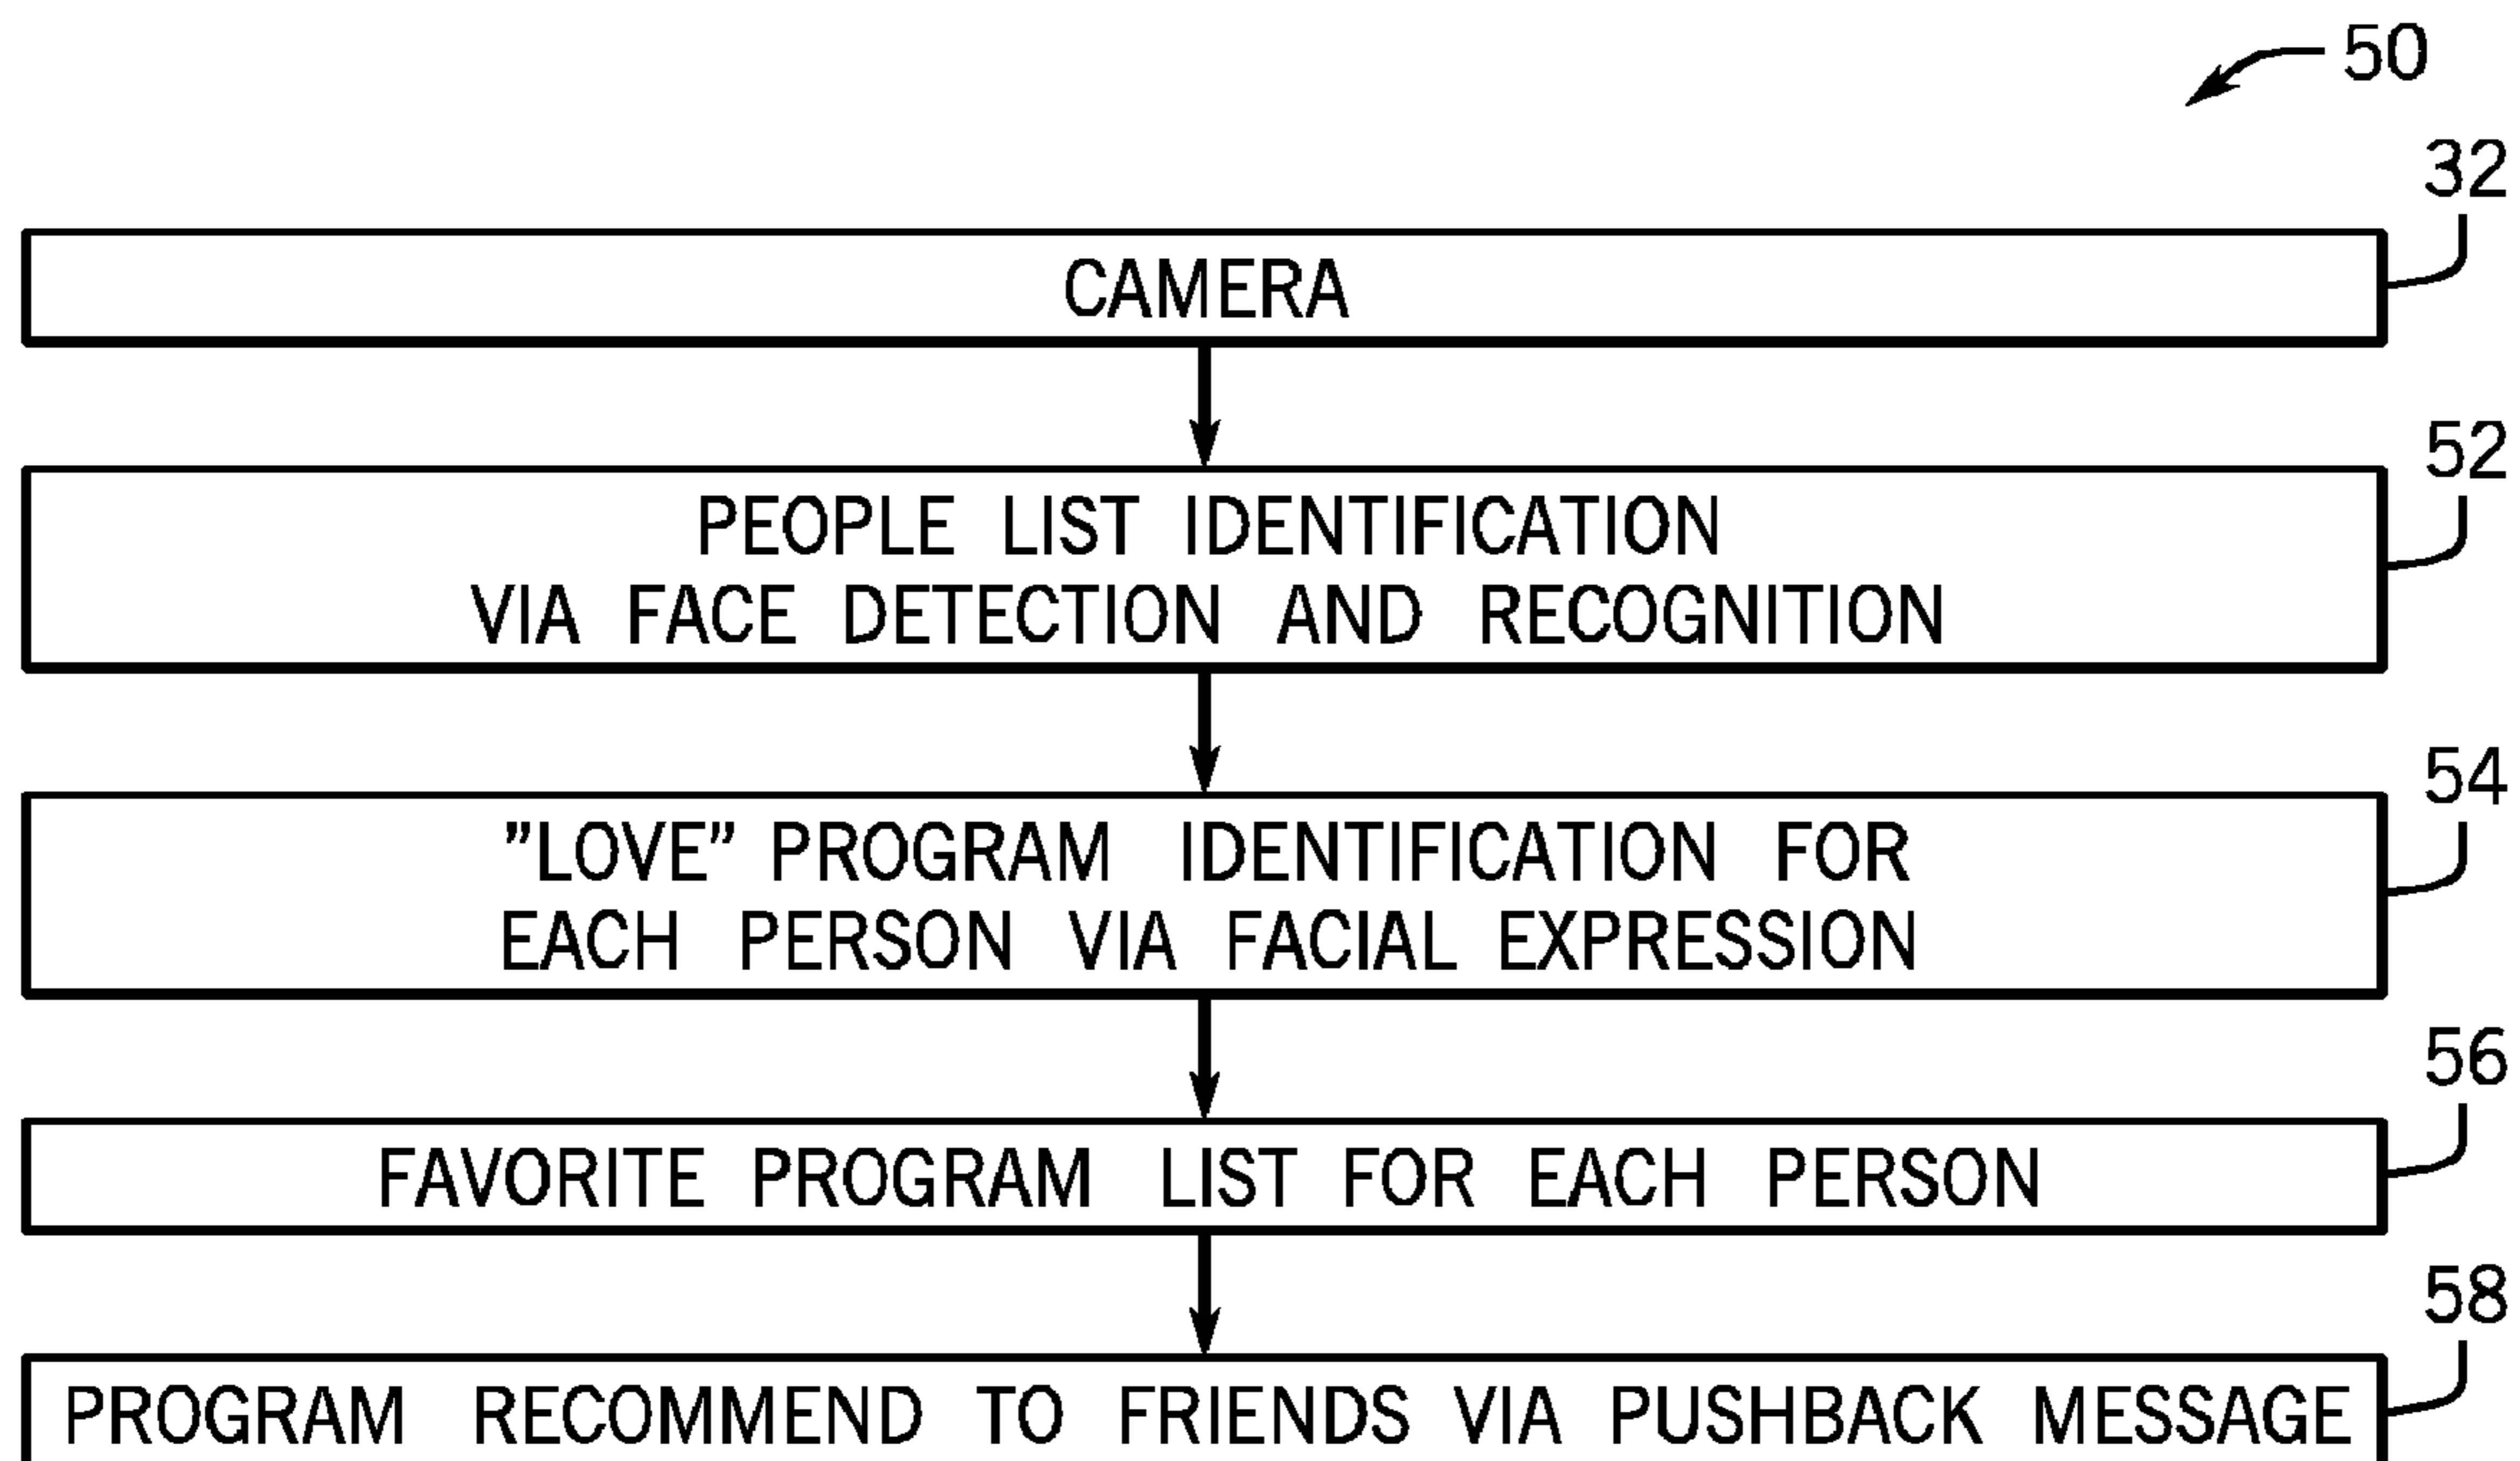 50
32
CAMERA
52
PEOPLE LIST IDENTIFICATION
VIA FACE DETECTION AND RECOGNITION
54
”LOVE” PROGRAM IDENTIFICATION FOR
EACH PERSON VIA FACIAL EXPRESSION
56
FAVORITE PROGRAM LIST FOR EACH PERSON
58
PROGRAM RECOMMEND TO FRIENDS VIA PUSHBACK MESSAGE